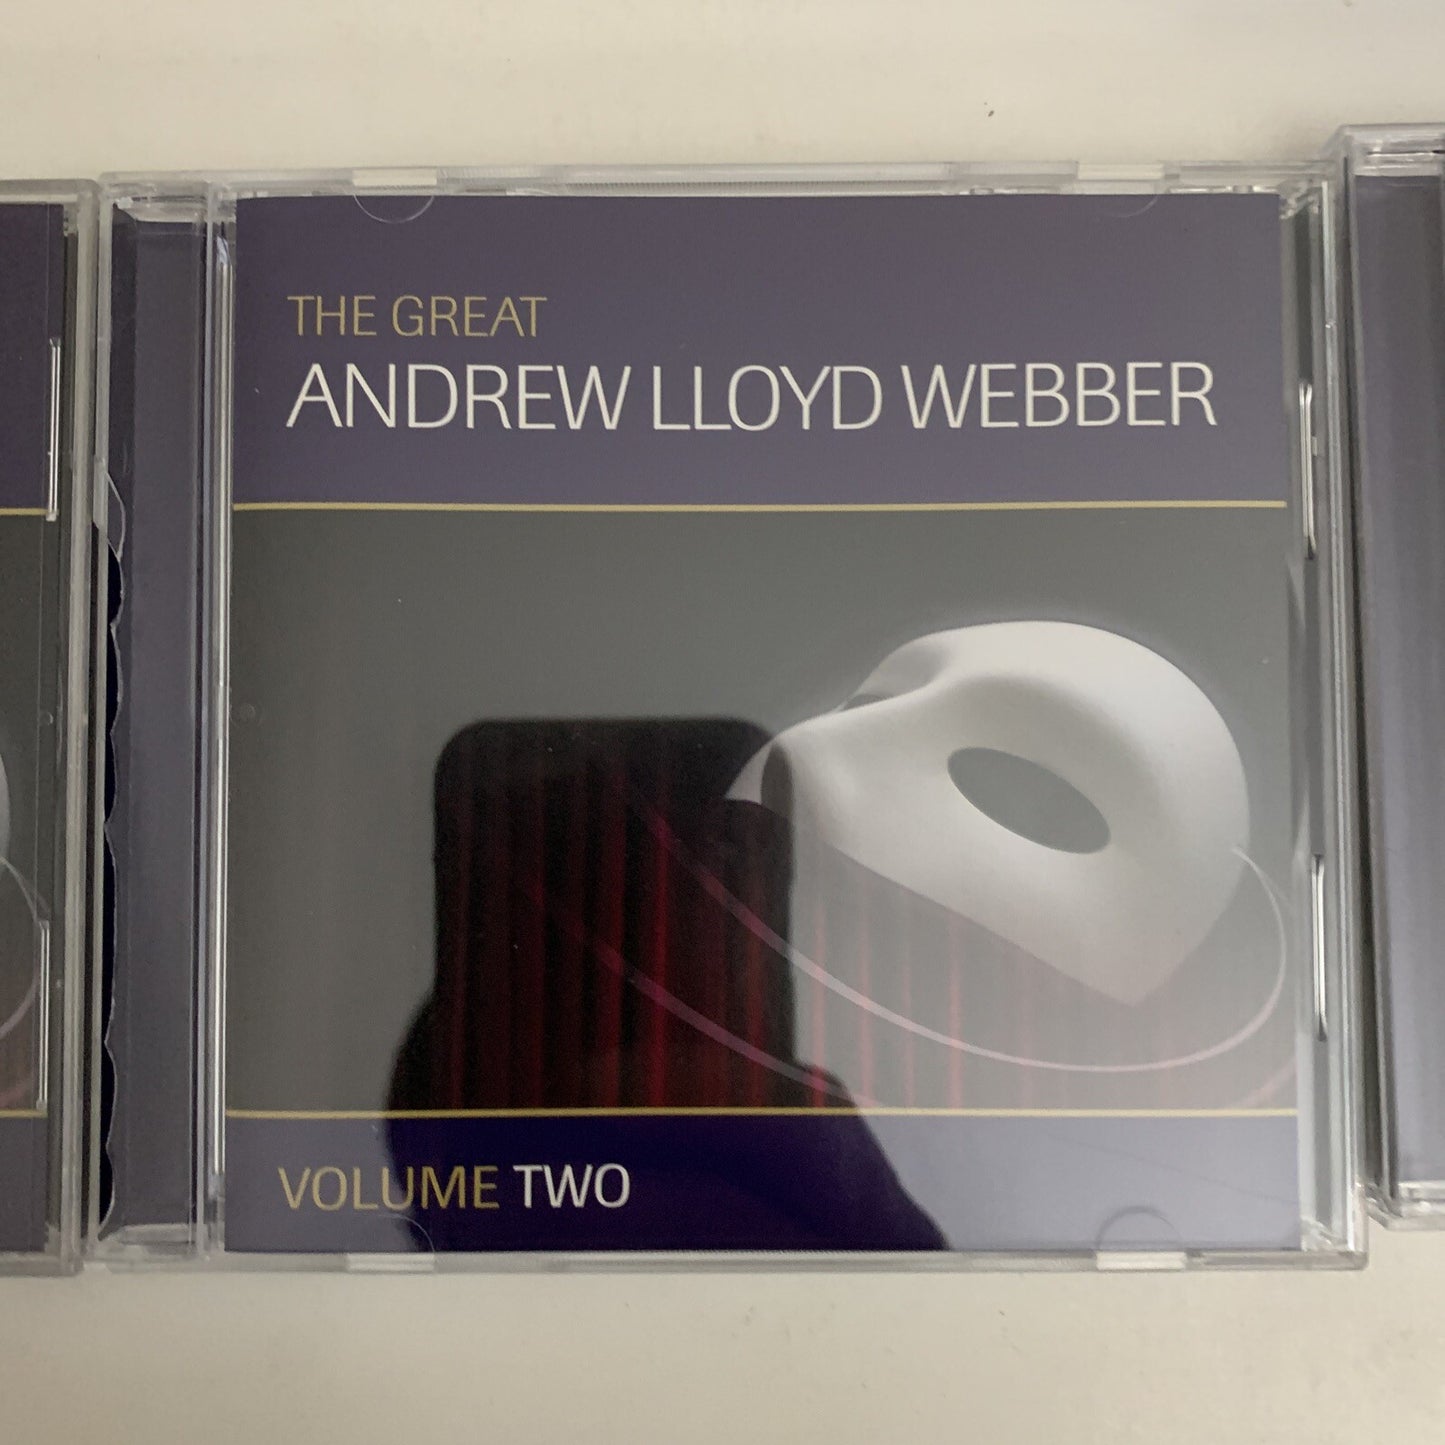 THE GREAT
ANDREW LLOYD WEBBER
VOLUME TWO